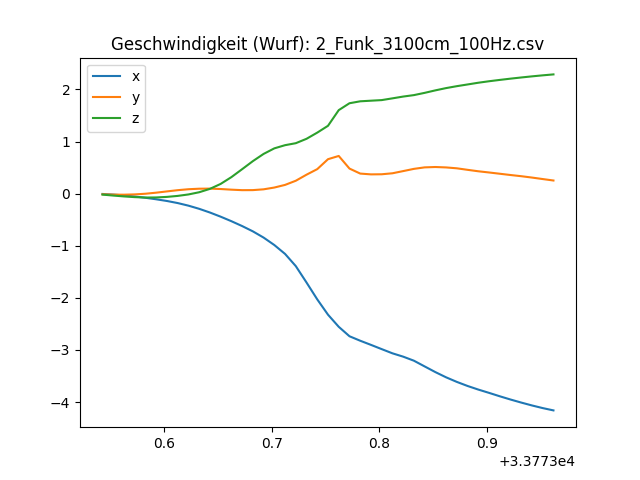 Geschwindigkeit (Wurf): 2_Funk_3100cm_100Hz.csv
x
y
z
2
1
0
−1
−2
−3
−4
0.6 0.7 0.8 0.9
+3.3773e4